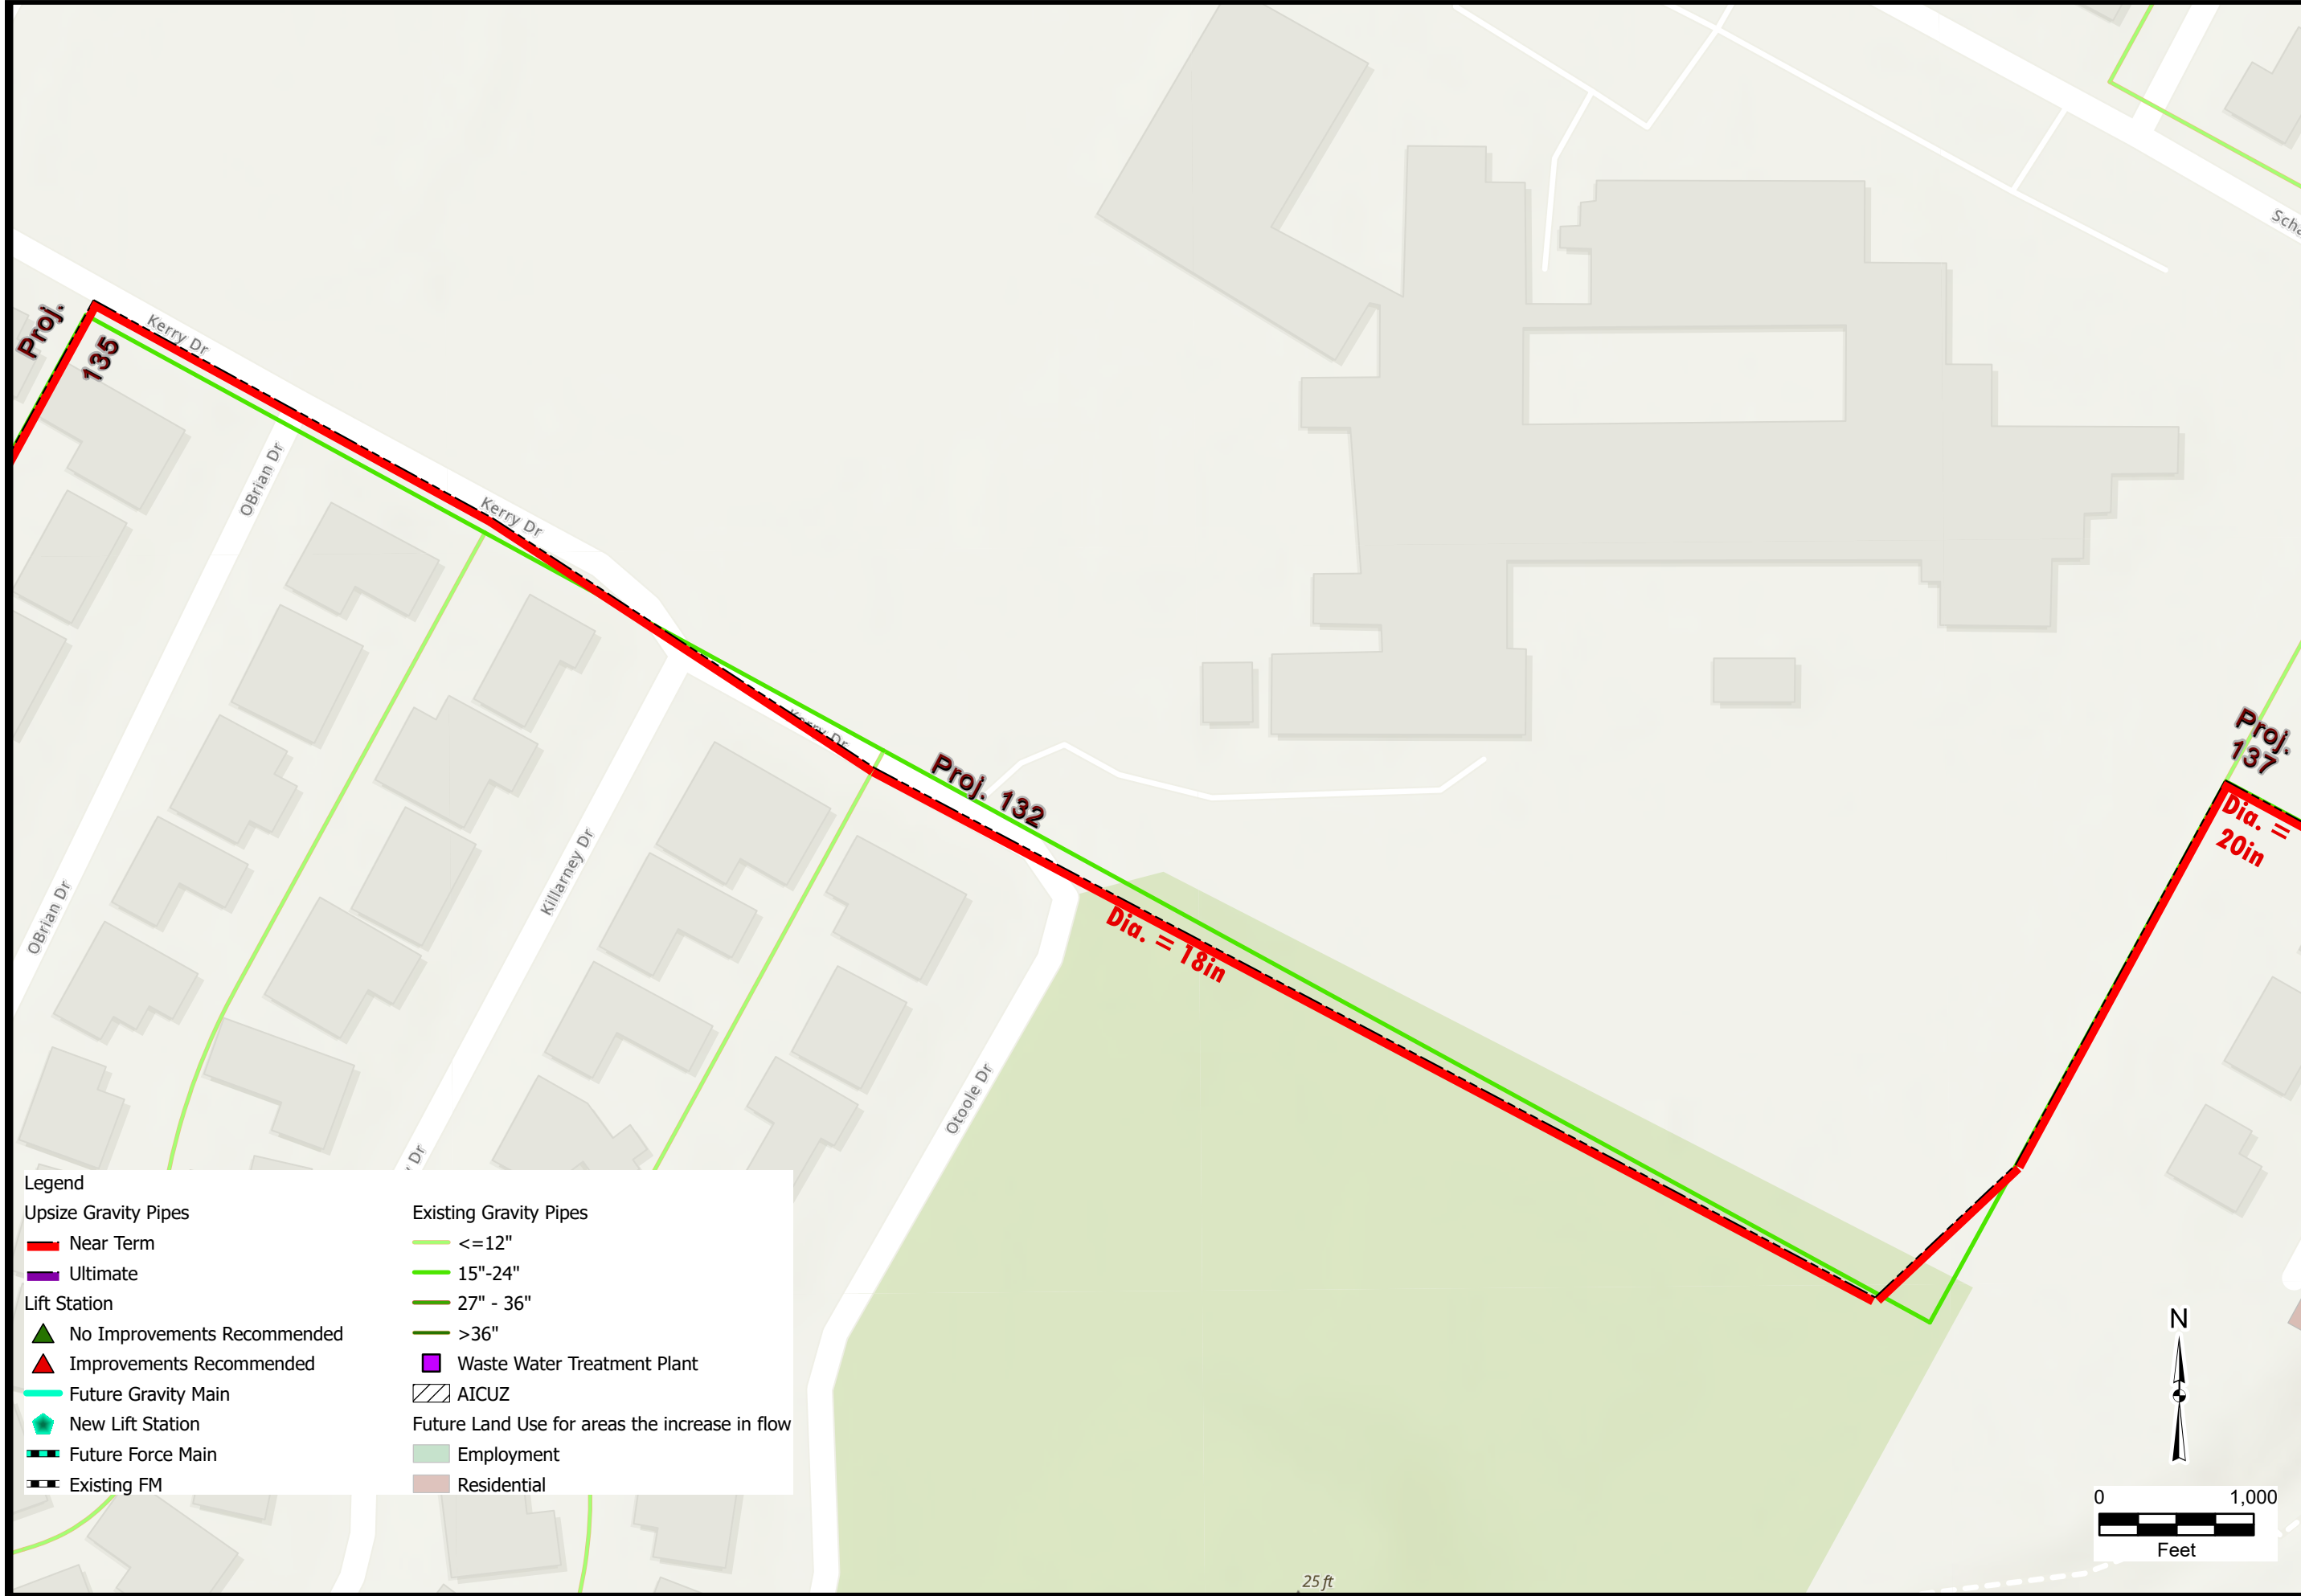 Scha
Proj.
135
Kerry Dr
OBrian Dr
Kerry Dr
Kerry Dr
Proj. 132
Proj.
137
Dia. =
20in
Dia. = 18in
OBrian Dr
Killarney Dr
Otoole Dr
Dr
Legend
Upsize Gravity Pipes
Near Term
Ultimate
Lift Station
No Improvements Recommended
Improvements Recommended
Future Gravity Main
New Lift Station
Future Force Main
Existing FM
Existing Gravity Pipes
<=12"
15"-24"
27" - 36"
>36"
Waste Water Treatment Plant
AICUZ
Future Land Use for areas the increase in flow
Employment
Residential
N
0 1,000
Feet
25 ft